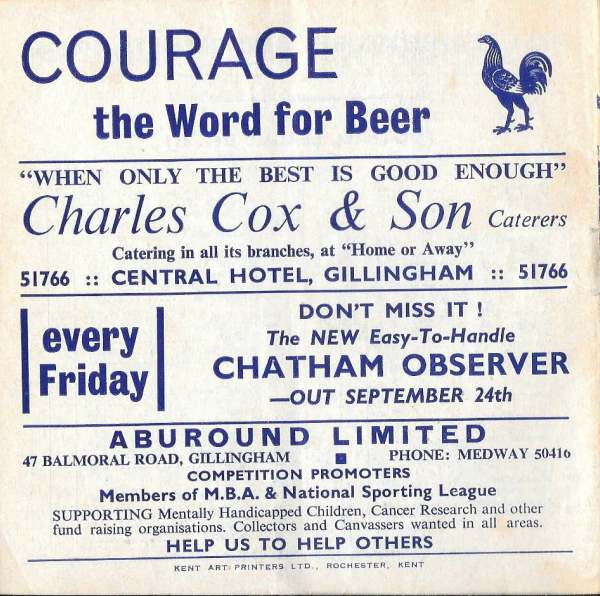 COURAGE
the Word for Beer
“WHEN ONLY THE BEST IS GOOD ENOUGH”
Charles Cox & Son Caterers
Catering in all its branches, at “Home or Away”
51766 :: CENTRAL HOTEL, GILLINGHAM :: 51766
every
Friday
DON'T MISS IT !
The NEW Easy-To-Handle
CHATHAM OBSERVER
—OUT SEPTEMBER 24th
ABUROUND LIMITED
47 BALMORAL ROAD, GILLINGHAM ■ PHONE: MEDWAY 50416
COMPETITION PROMOTERS
Members of M.B.A. & National Sporting League
SUPPORTING Mentally Handicapped Children, Cancer Research and other
fund raising organisations. Collectors and Canvassers wanted in all areas.
HELP US TO HELP OTHERS
KENT ART PRINTERS LTD., ROCHESTER, KENT